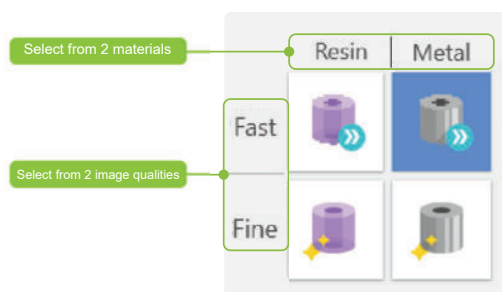 Select from 2 materials
Resin | Metal
Fast
Select from 2 image qualities
Fine